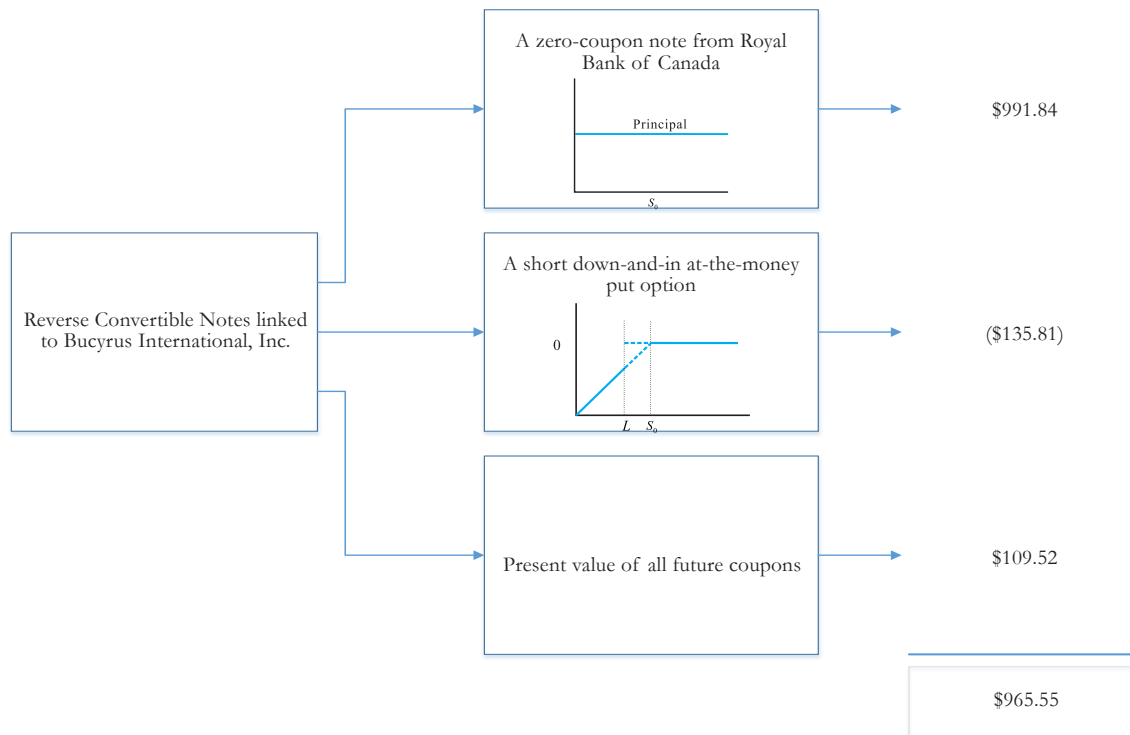 A zero-coupon note from Royal
Bank of Canada
Principal
S₀
$991.84
Reverse Convertible Notes linked
to Bucyrus International, Inc.
A short down-and-in at-the-money
put option
0
L S₀
($135.81)
Present value of all future coupons
$109.52
$965.55